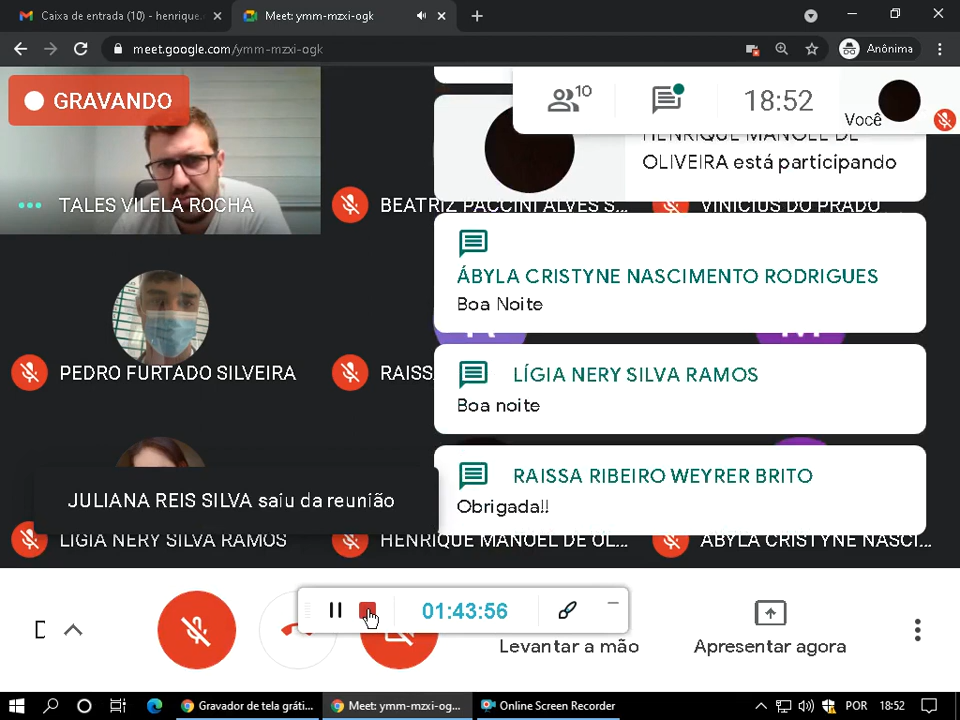 Caixa de entrada (10) - henrique.
Meet: ymm-mzxi-ogk
meet.google.com/ymm-mzxi-ogk
Anônima
GRAVANDO
10
18:52
Você
HENRIQUE MANOEL DE
OLIVEIRA está participando
TALES VILELA ROCHA
BEATRIZ PACCINI ALVES S...
VINICIUS DO PRADO
ÁBYLA CRISTYNE NASCIMENTO RODRIGUES
Boa Noite
PEDRO FURTADO SILVEIRA
RAISS
LÍGIA NERY SILVA RAMOS
Boa noite
RAISSA RIBEIRO WEYRER BRITO
Obrigada!!
JULIANA REIS SILVA saiu da reunião
LIGIA NERY SILVA RAMOS
HENRIQUE MANOEL DE OL...
ABYLA CRISTYNE NASCI...
01:43:56
Levantar a mão
Apresentar agora
Gravador de tela gráti...
Meet: ymm-mzxi-og...
Online Screen Recorder
POR
18:52